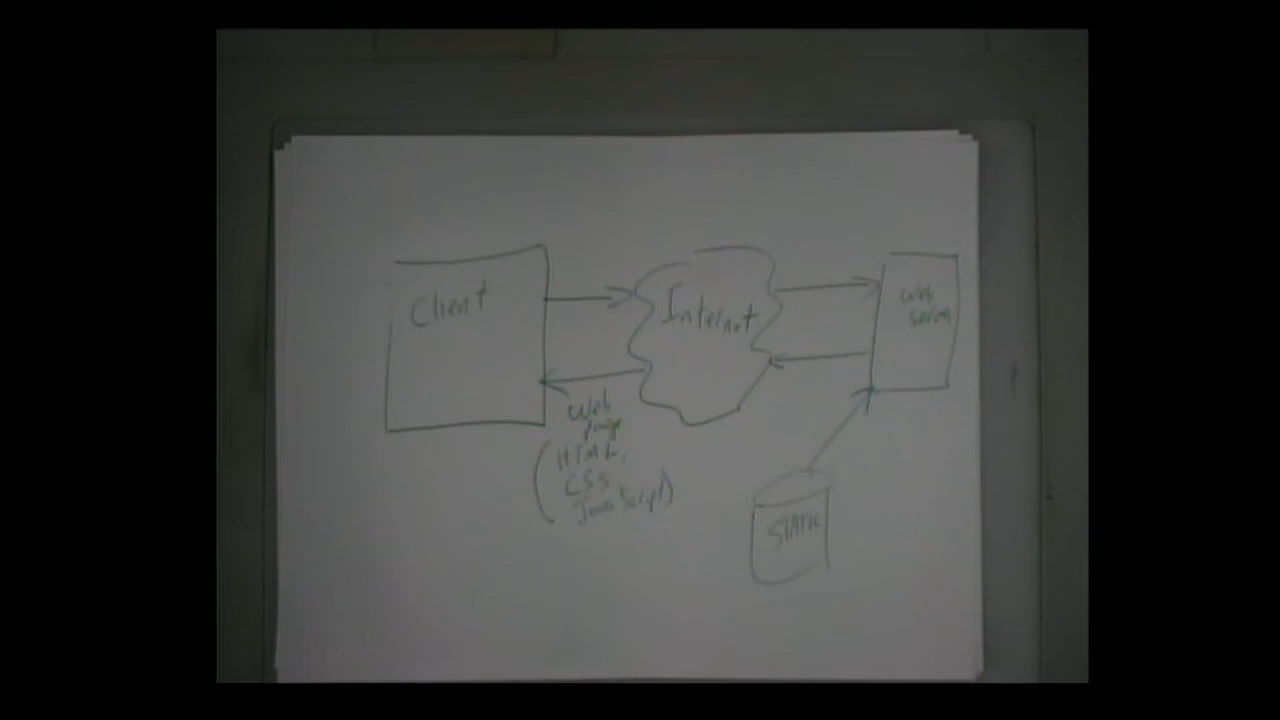 Client
Internet
Web
Server
Web
page
(HTML,
CSS
JavaScript)
STATIC